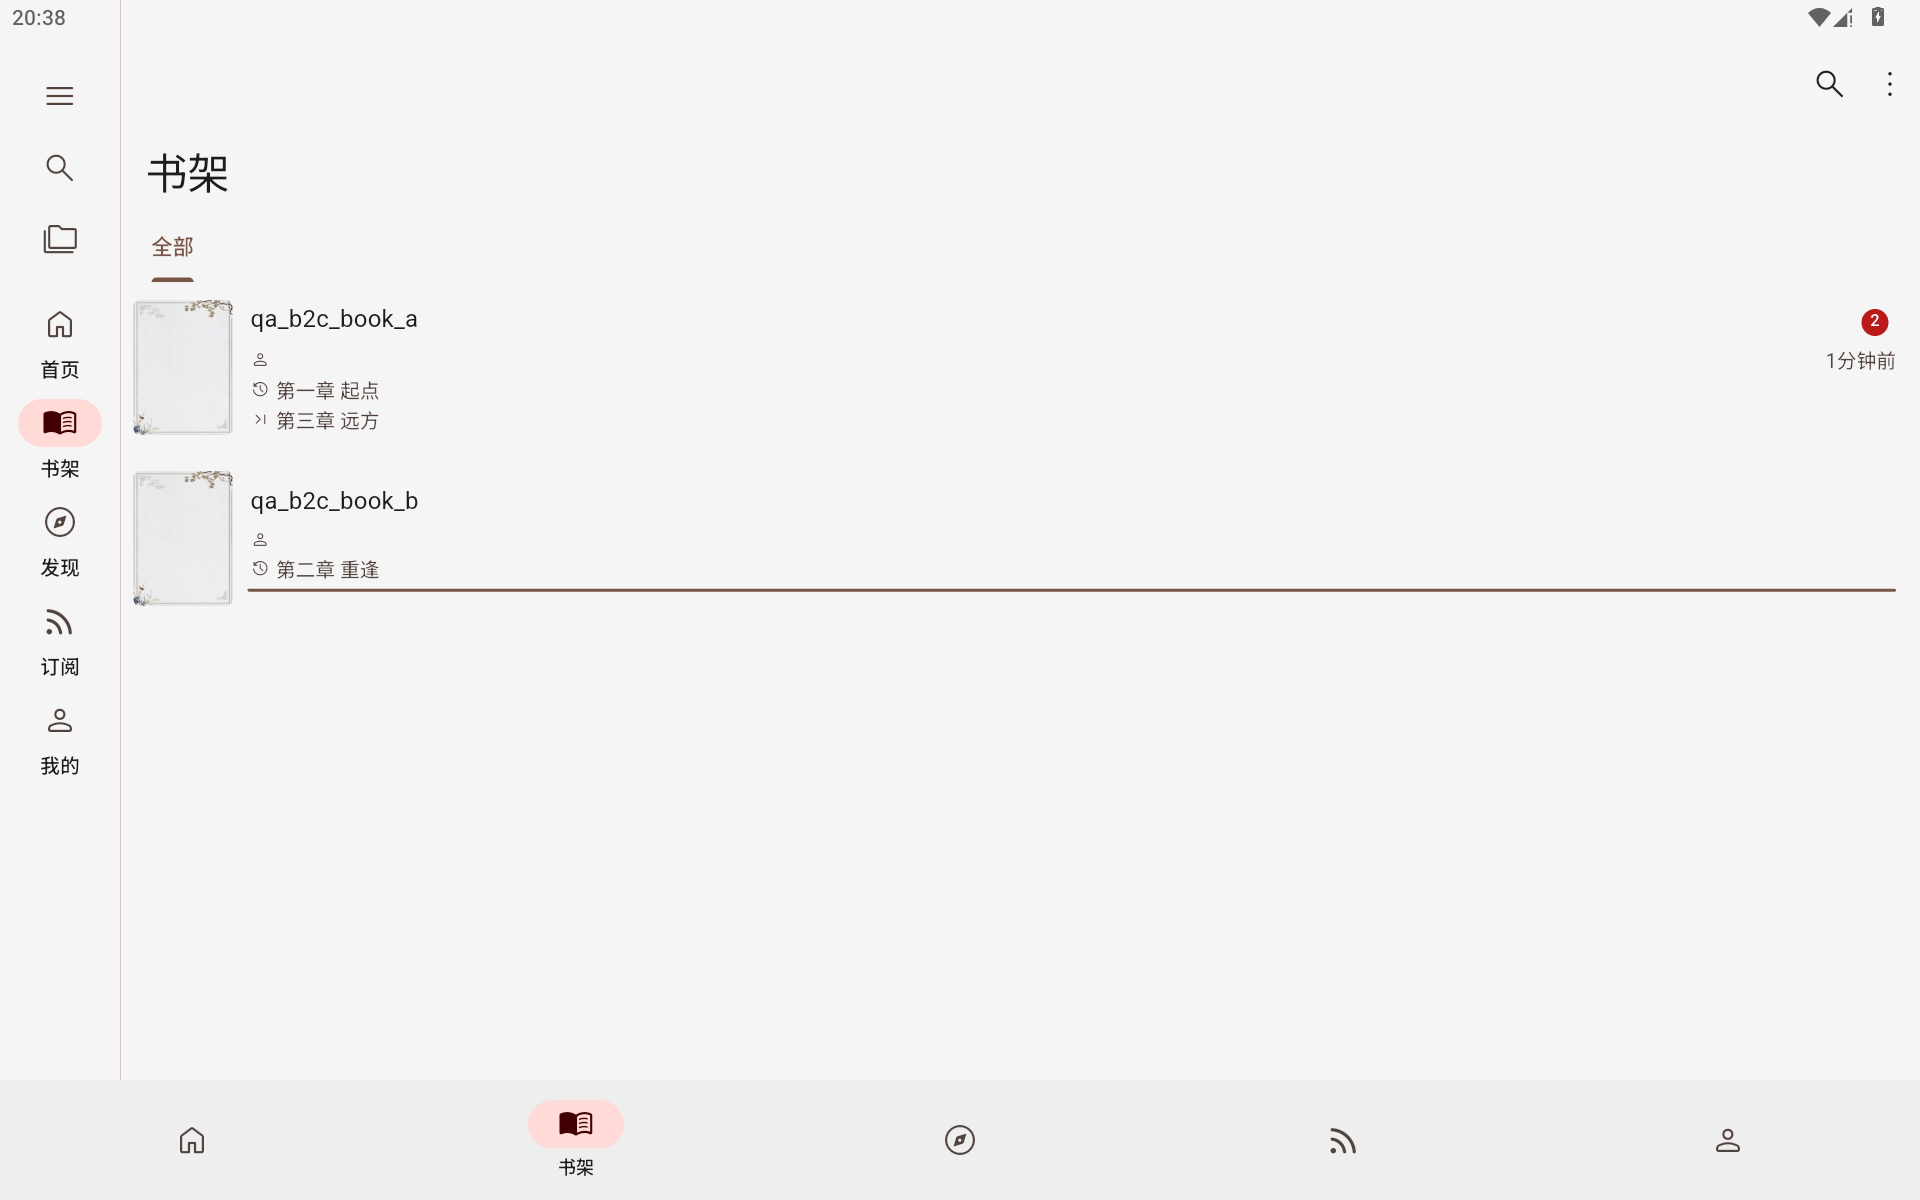 20:38
书架
全部
qa_b2c_book_a
2
1分钟前
第一章 起点
第三章 远方
qa_b2c_book_b
第二章 重逢
首页
书架
发现
订阅
我的
书架